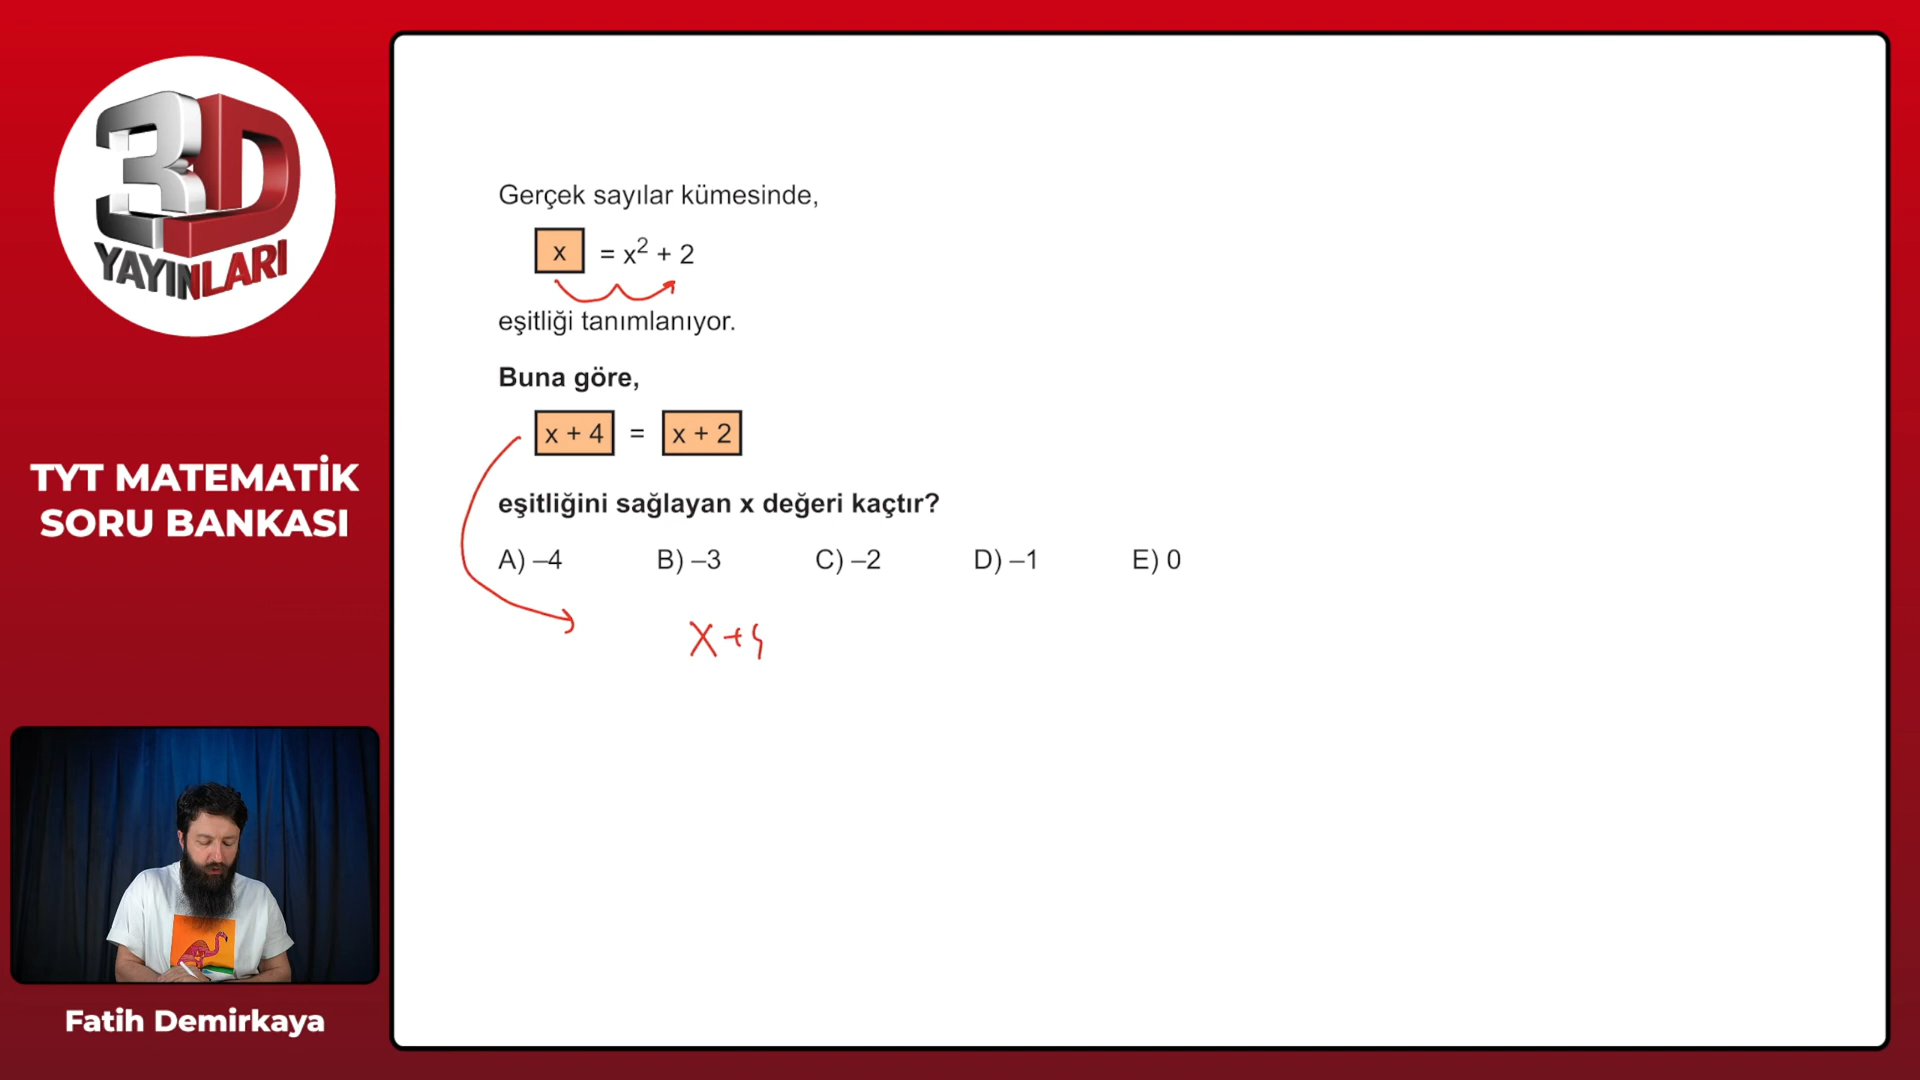 3D
YAYINLARI
TYT MATEMATİK
SORU BANKASI
Fatih Demirkaya
Gerçek sayılar kümesinde,
x = x² + 2
eşitliği tanımlanıyor.
Buna göre,
x + 4 = x + 2
eşitliğini sağlayan x değeri kaçtır?
A) –4 B) –3 C) –2 D) –1 E) 0
x +